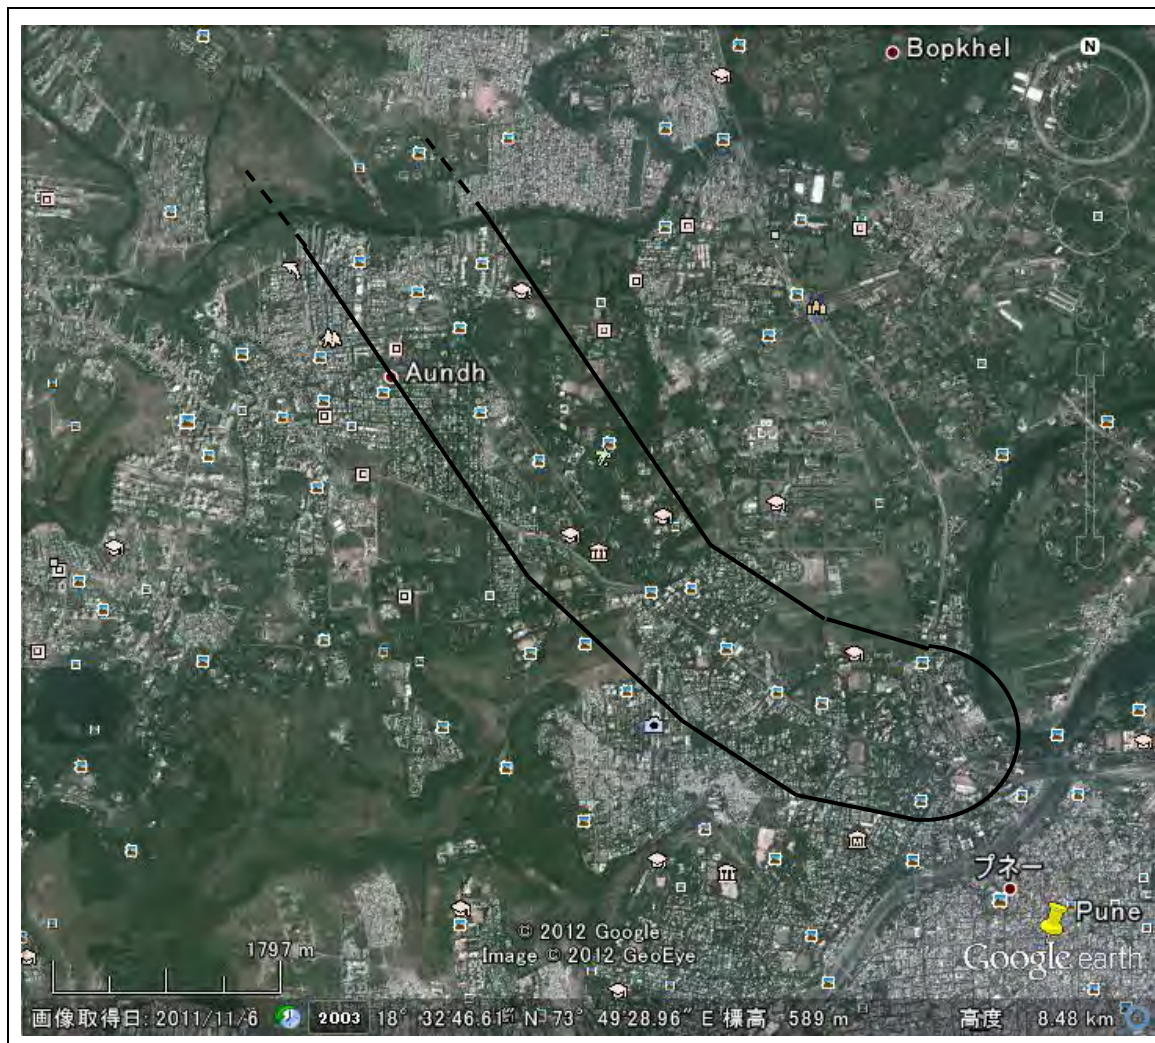 Bopkhel
N
Aundh
プネー
Pune
© 2012 Google
Image © 2012 GeoEye
Google earth
1797 m
画像取得日: 2011/11/6 2003 18° 32'46.61" N 73° 49'28.96" E 標高 589 m 高度 8.48 km